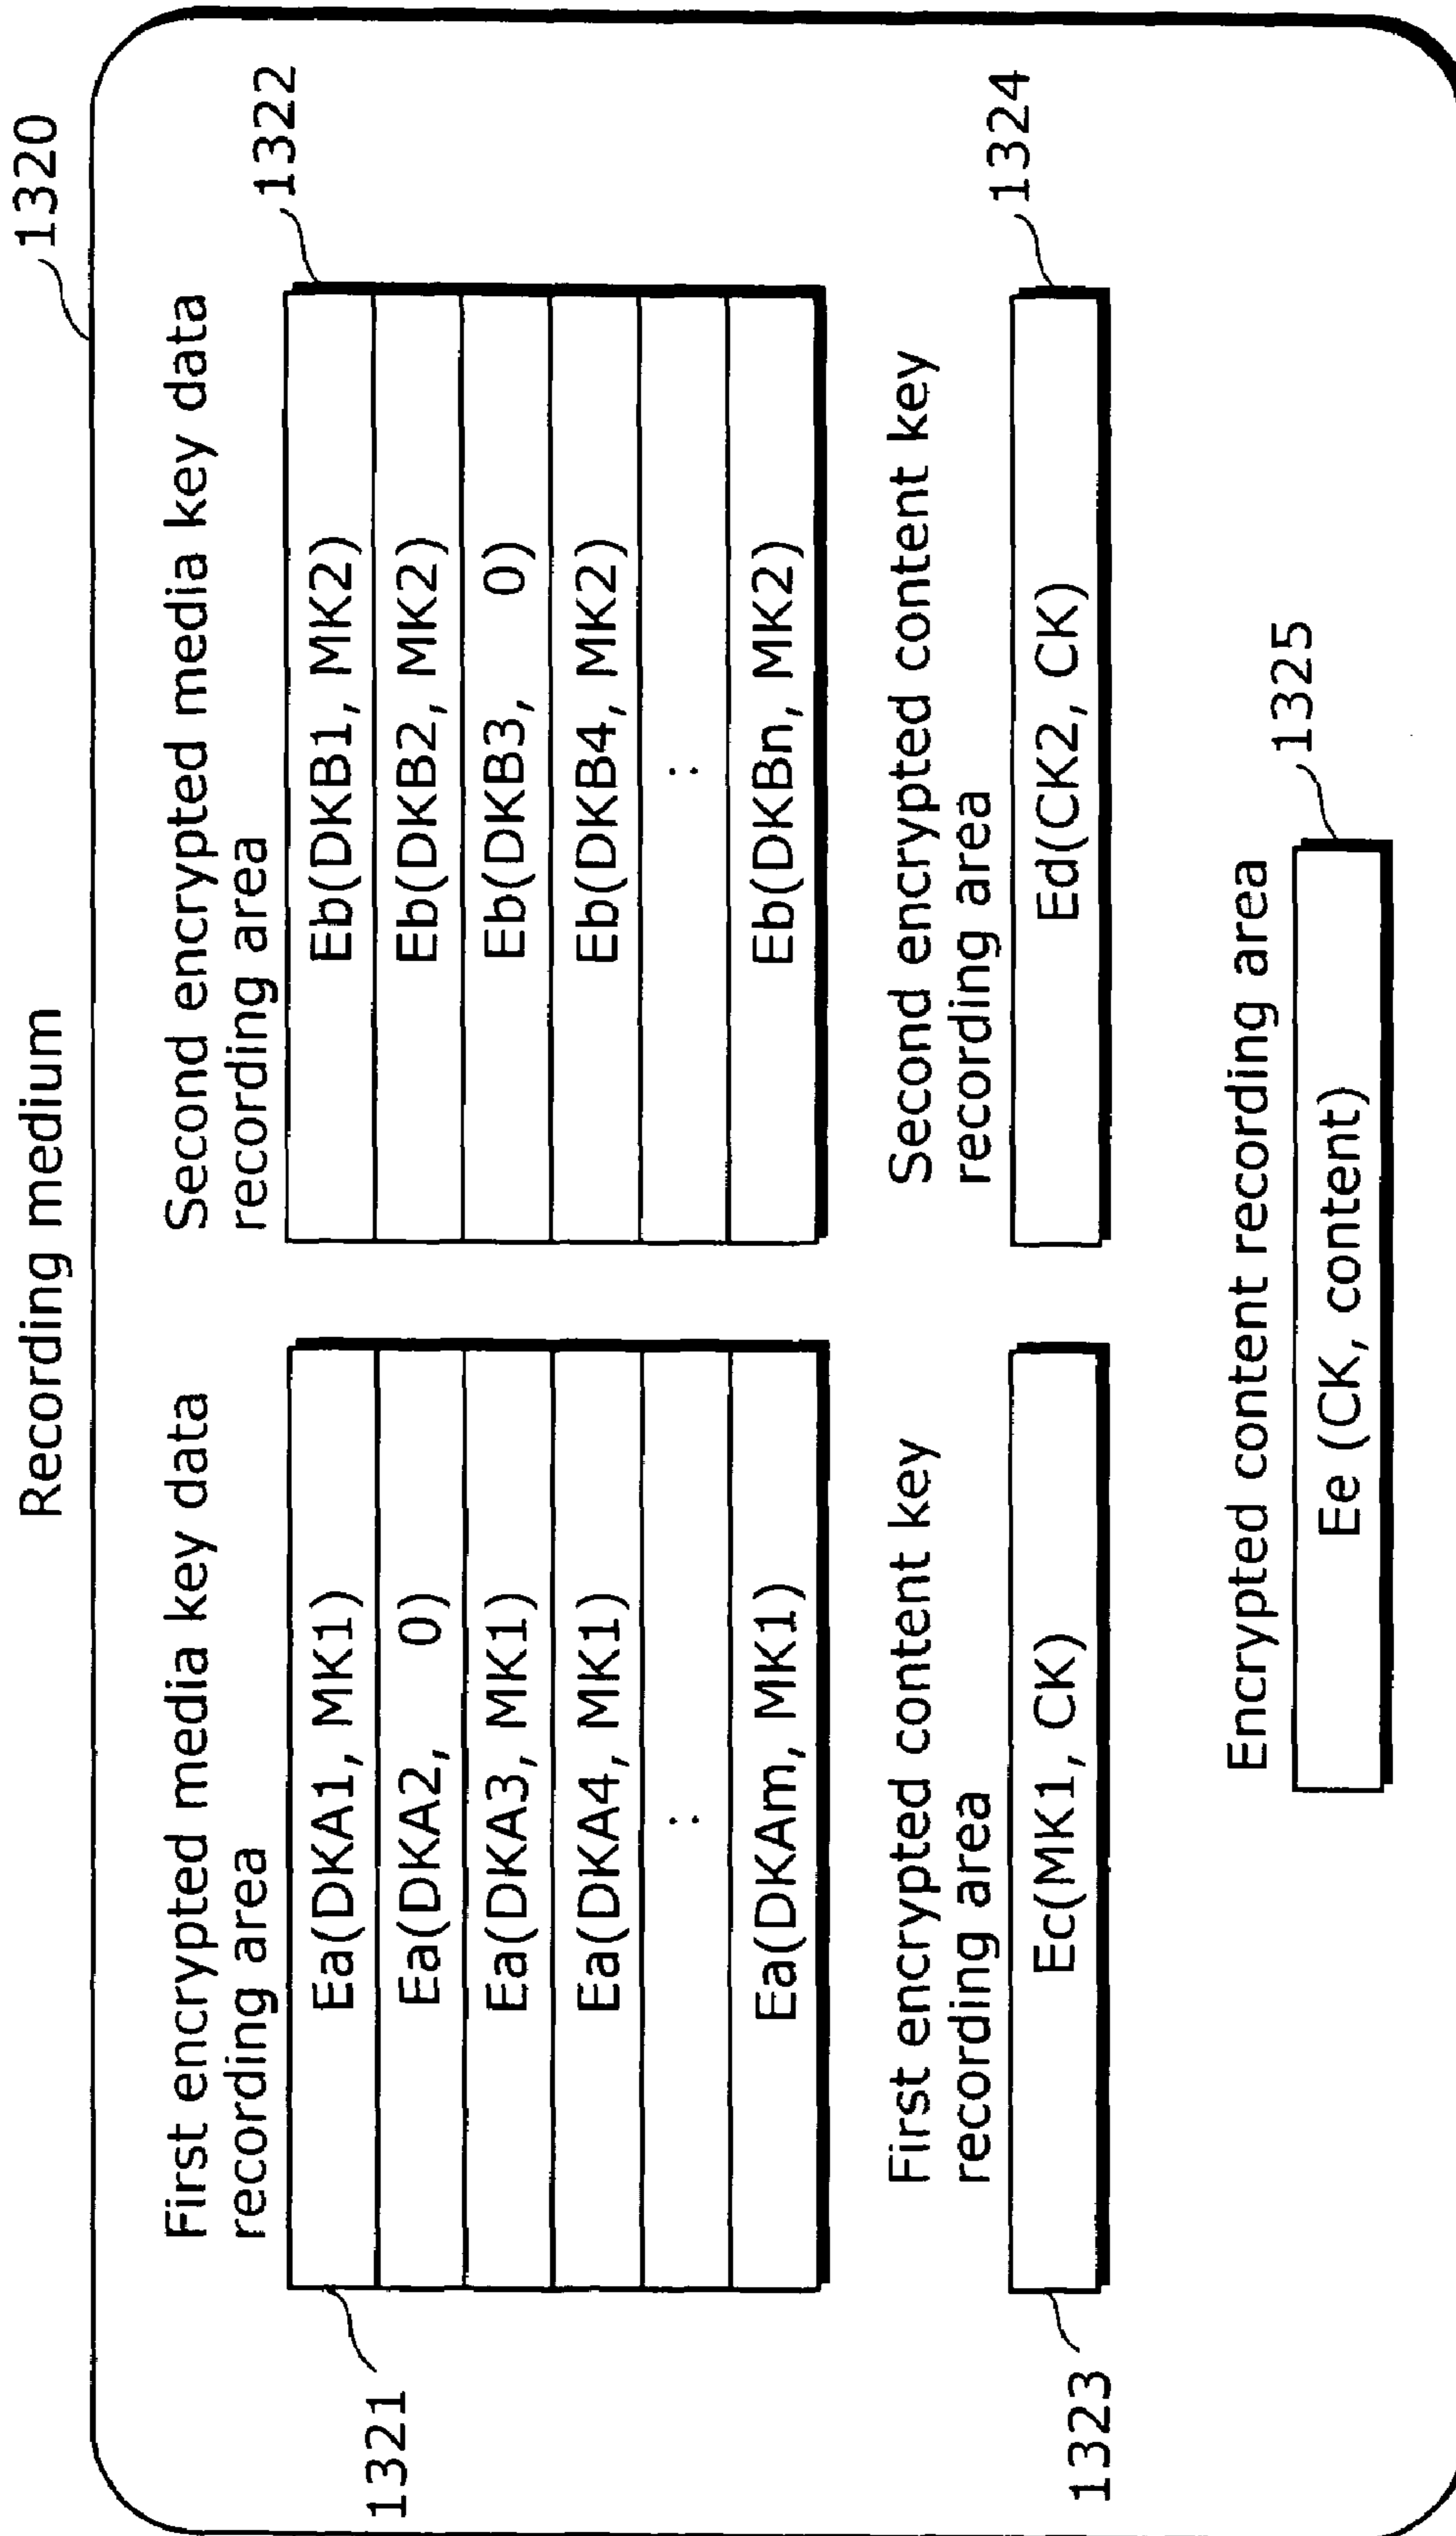 Recording medium
1320
First encrypted media key data
recording area
1321
Ea(DKA1, MK1)
Ea(DKA2, 0)
Ea(DKA3, MK1)
Ea(DKA4, MK1)
:
Ea(DKAm, MK1)
Second encrypted media key data
recording area
1322
Eb(DKB1, MK2)
Eb(DKB2, MK2)
Eb(DKB3, 0)
Eb(DKB4, MK2)
:
Eb(DKBn, MK2)
First encrypted content key
recording area
1323
Ec(MK1, CK)
Second encrypted content key
recording area
1324
Ed(CK2, CK)
Encrypted content recording area
1325
Ee (CK, content)